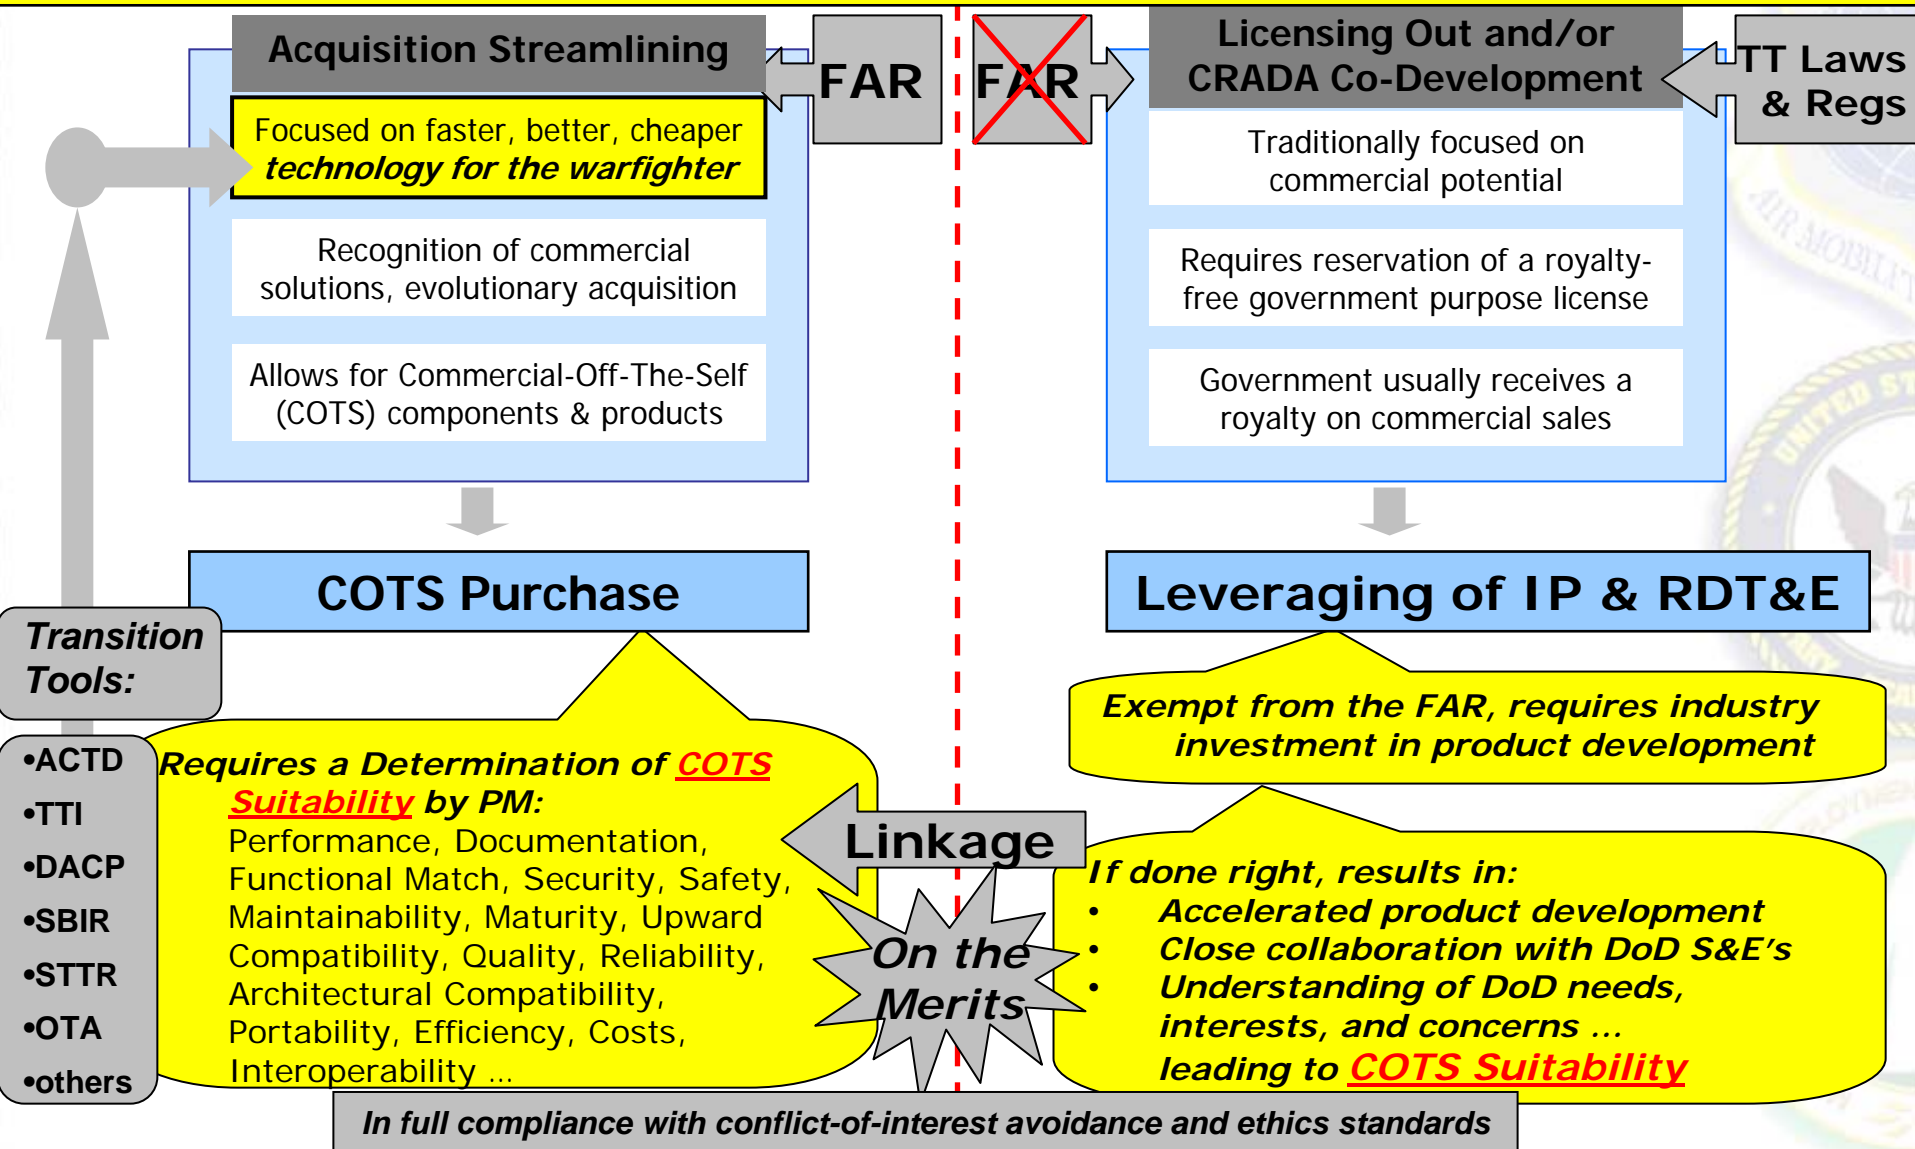 Acquisition Streamlining
FAR
Focused on faster, better, cheaper
technology for the warfighter
Recognition of commercial
solutions, evolutionary acquisition
Allows for Commercial-Off-The-Self
(COTS) components & products
COTS Purchase
FAR
Licensing Out and/or
CRADA Co-Development
TT Laws
& Regs
Traditionally focused on
commercial potential
Requires reservation of a royalty-
free government purpose license
Government usually receives a
royalty on commercial sales
Leveraging of IP & RDT&E
Transition
Tools:
•ACTD
•TTI
•DACP
•SBIR
•STTR
•OTA
•others
Requires a Determination of COTS
Suitability by PM:
Performance, Documentation,
Functional Match, Security, Safety,
Maintainability, Maturity, Upward
Compatibility, Quality, Reliability,
Architectural Compatibility,
Portability, Efficiency, Costs,
Interoperability ...
Linkage
On the
Merits
Exempt from the FAR, requires industry
investment in product development
If done right, results in:
• Accelerated product development
• Close collaboration with DoD S&E's
• Understanding of DoD needs,
interests, and concerns ...
leading to COTS Suitability
In full compliance with conflict-of-interest avoidance and ethics standards
AIR MOBILI
UNITED ST